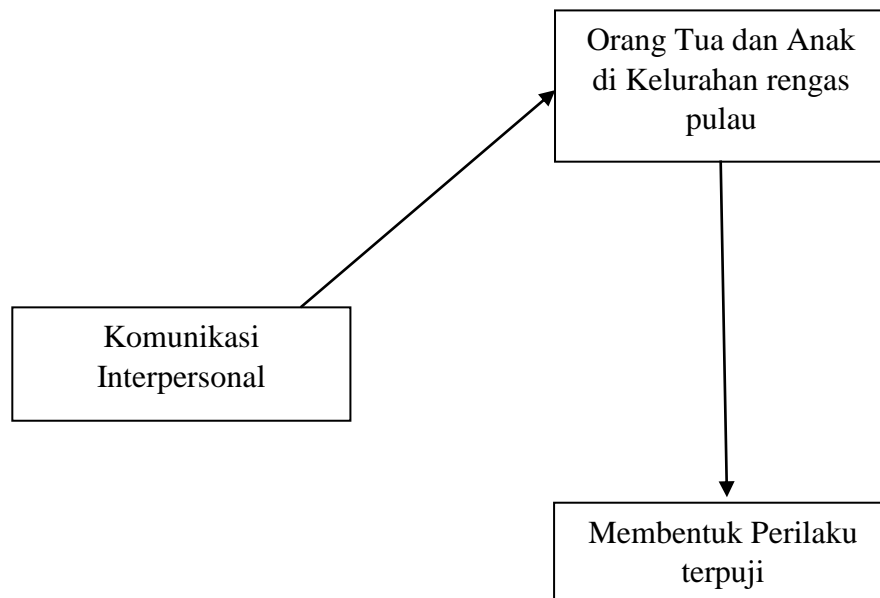 Orang Tua dan Anak
di Kelurahan rengas
pulau
Komunikasi
Interpersonal
Membentuk Perilaku
terpuji